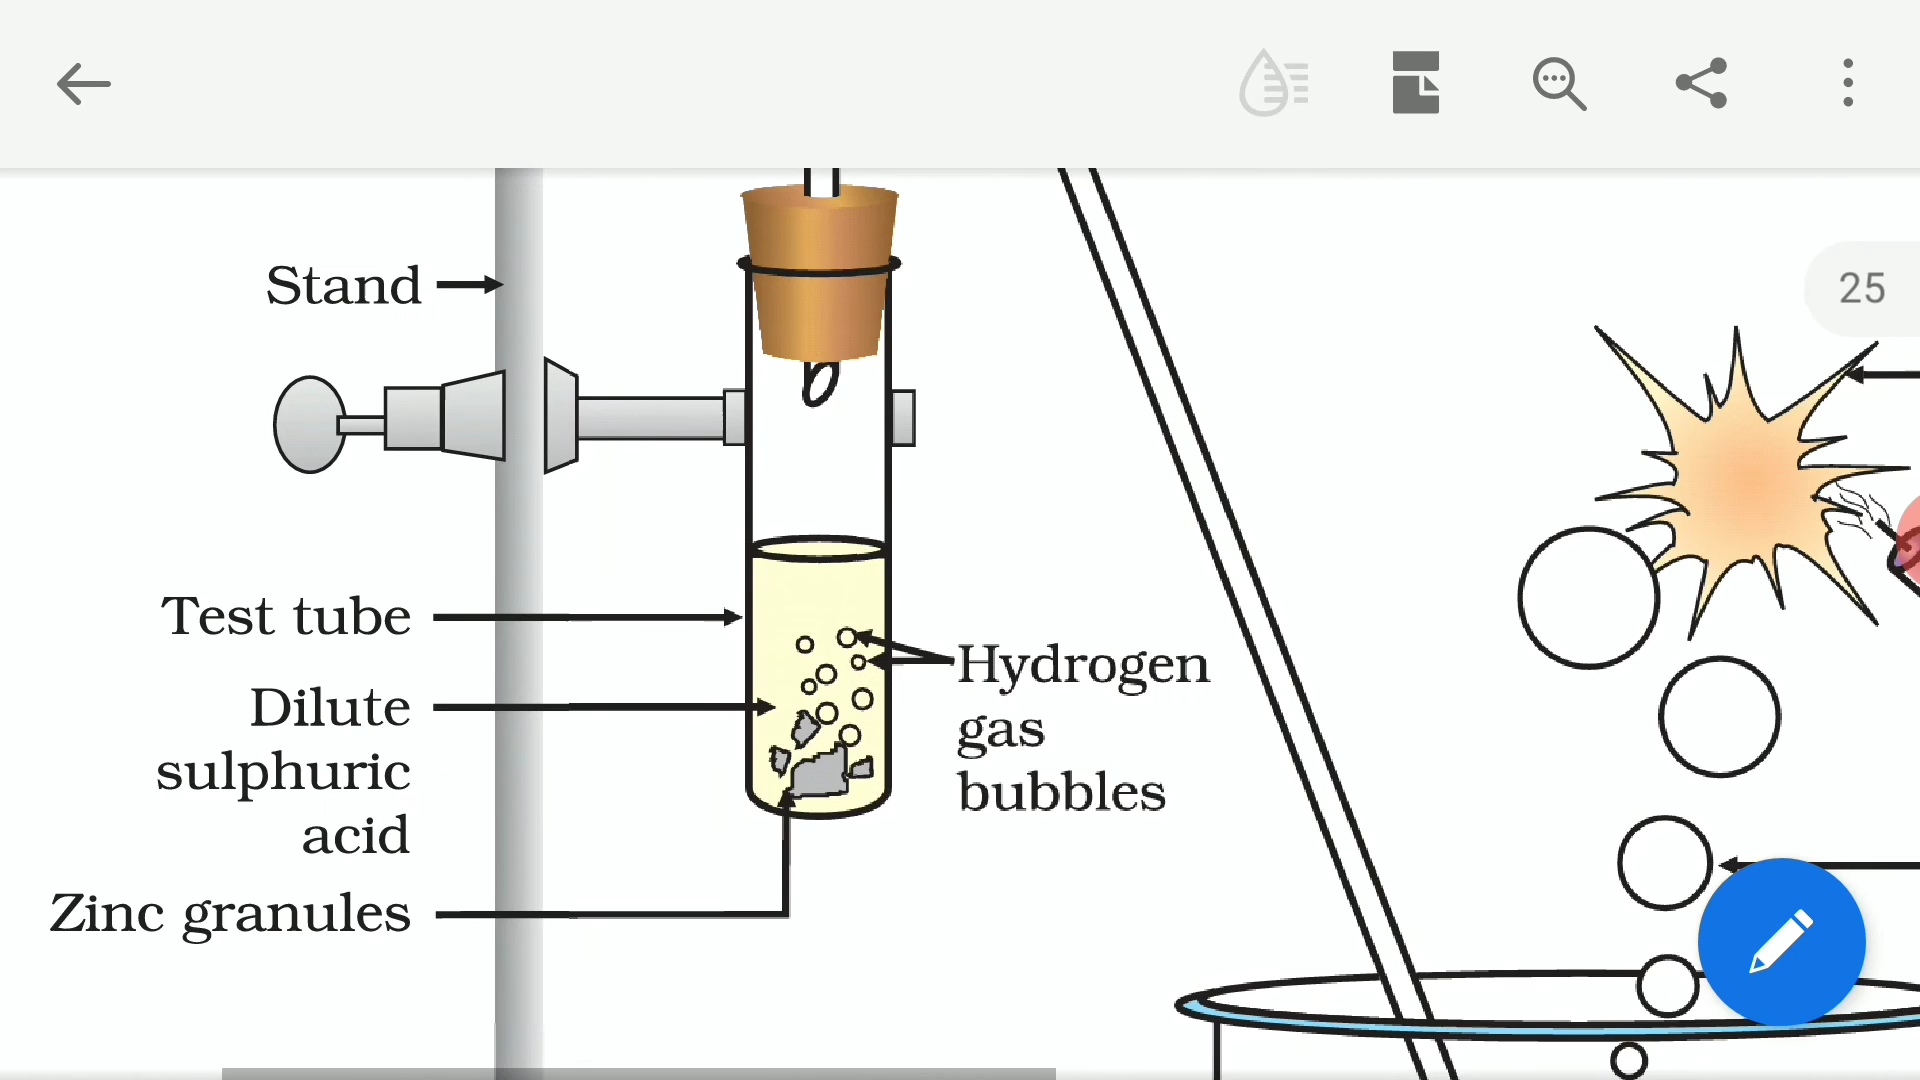 25
Stand
Test tube
Dilute
sulphuric
acid
Zinc granules
Hydrogen
gas
bubbles